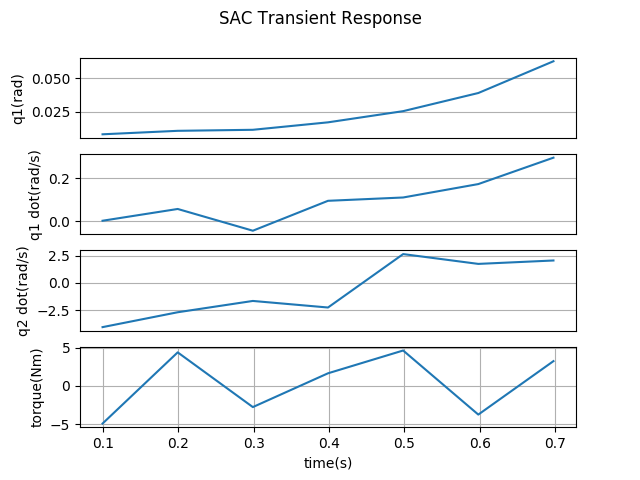 SAC Transient Response
q1(rad)
0.050
0.025
q1 dot(rad/s)
0.2
0.0
q2 dot(rad/s)
2.5
0.0
−2.5
torque(Nm)
5
0
−5
0.1 0.2 0.3 0.4 0.5 0.6 0.7
time(s)